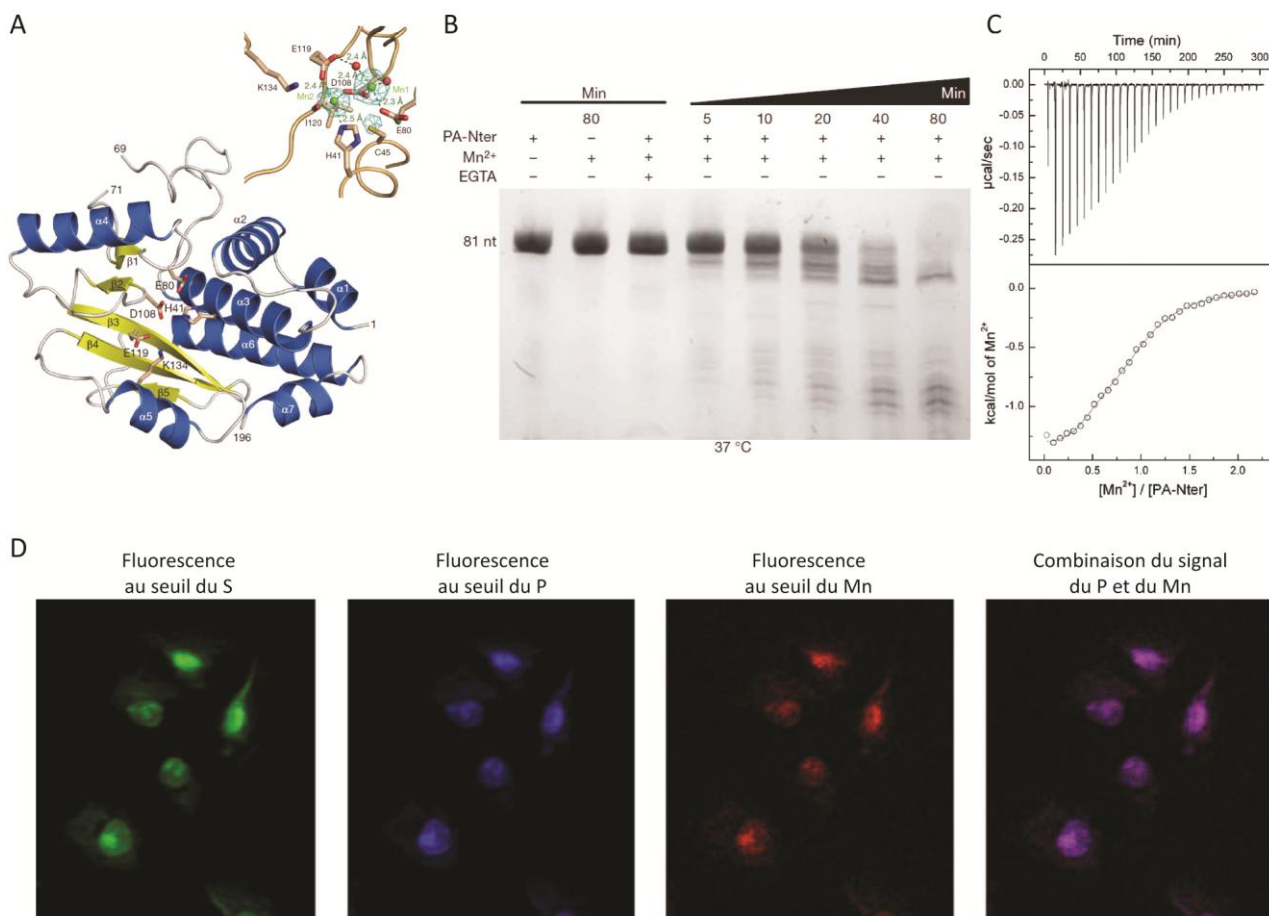 A
E119
2.4 Å
2.4 Å
D108
Mn1
K134
2.4 Å
Mn2
2.3 Å
I120
2.5 Å
E80
H41
C45
69
71
α4
α2
β1
E80
α1
β2
D108
H41
α3
1
β3
β4
α6
E119
K134
β5
α5
α7
196
B
Min
Min
80
5 10 20 40 80
PA-Nter + − + + + + + +
Mn²⁺ − + + + + + + +
EGTA − − + − − − − −
81 nt
37 °C
C
Time (min)
0 50 100 150 200 250 300
0.00
-0.05
-0.10
-0.15
-0.20
-0.25
µcal/sec
0.0
-0.5
-1.0
kcal/mol of Mn²⁺
0.0 0.5 1.0 1.5 2.0
[Mn²⁺] / [PA-Nter]
D
Fluorescence
au seuil du S
Fluorescence
au seuil du P
Fluorescence
au seuil du Mn
Combinaison du signal
du P et du Mn